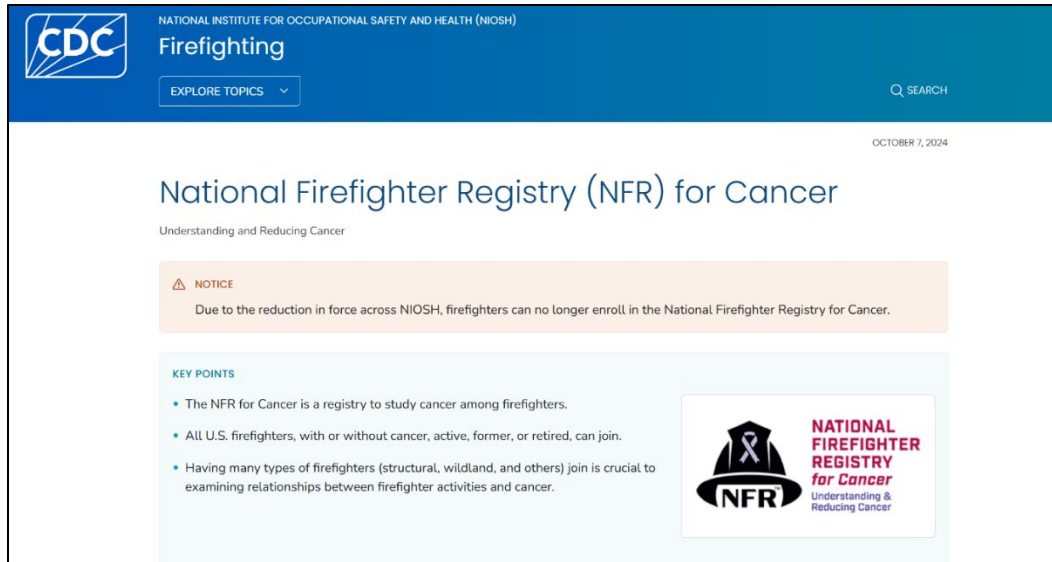 CDC
NATIONAL INSTITUTE FOR OCCUPATIONAL SAFETY AND HEALTH (NIOSH)
Firefighting
EXPLORE TOPICS
SEARCH
OCTOBER 7, 2024
National Firefighter Registry (NFR) for Cancer
Understanding and Reducing Cancer
NOTICE
Due to the reduction in force across NIOSH, firefighters can no longer enroll in the National Firefighter Registry for Cancer.
KEY POINTS
• The NFR for Cancer is a registry to study cancer among firefighters.
• All U.S. firefighters, with or without cancer, active, former, or retired, can join.
• Having many types of firefighters (structural, wildland, and others) join is crucial to
examining relationships between firefighter activities and cancer.
NFR
NATIONAL
FIREFIGHTER
REGISTRY
for Cancer
Understanding &
Reducing Cancer